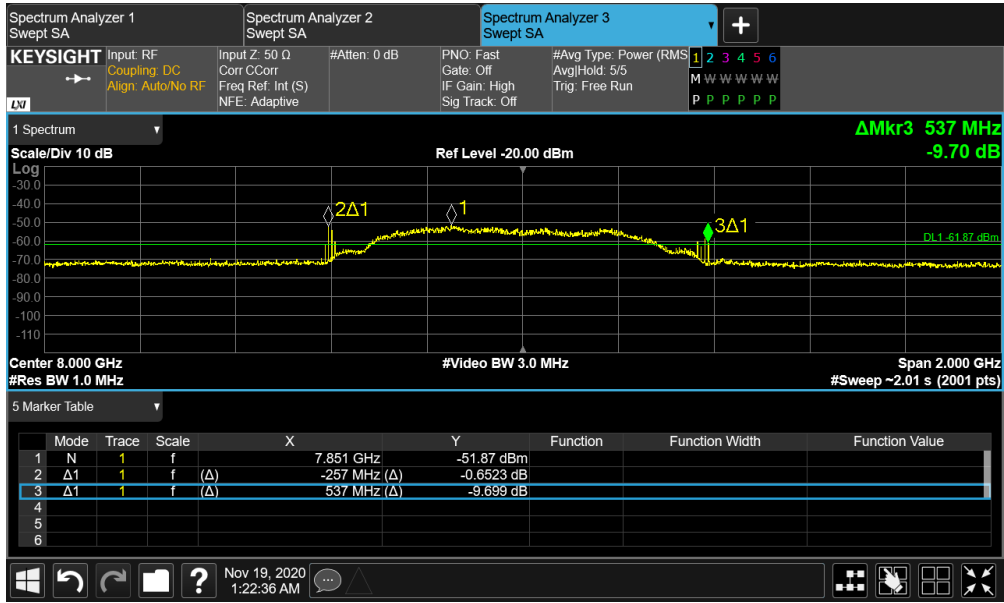 Spectrum Analyzer 1
Swept SA
Spectrum Analyzer 2
Swept SA
Spectrum Analyzer 3
Swept SA
▼
+
KEYSIGHT
LXI
Input: RF
Coupling: DC
Align: Auto/No RF
Input Z: 50 Ω
Corr CCorr
Freq Ref: Int (S)
NFE: Adaptive
#Atten: 0 dB
PNO: Fast
Gate: Off
IF Gain: High
Sig Track: Off
#Avg Type: Power (RMS
Avg|Hold: 5/5
Trig: Free Run
1 2 3 4 5 6
M W W W W W
P P P P P P
1 Spectrum ▼
ΔMkr3 537 MHz
-9.70 dB
Scale/Div 10 dB
Ref Level -20.00 dBm
Log
-30.0
-40.0
-50.0
-60.0
-70.0
-80.0
-90.0
-100
-110
2Δ1
1
3Δ1
DL1 -61.87 dBm
Center 8.000 GHz
#Video BW 3.0 MHz
Span 2.000 GHz
#Res BW 1.0 MHz
#Sweep ~2.01 s (2001 pts)
5 Marker Table ▼
Mode Trace Scale X Y Function Function Width Function Value
1 N 1 f 7.851 GHz -51.87 dBm
2 Δ1 1 f (Δ) -257 MHz (Δ) -0.6523 dB
3 Δ1 1 f (Δ) 537 MHz (Δ) -9.699 dB
4
5
6
?
Nov 19, 2020
1:22:36 AM